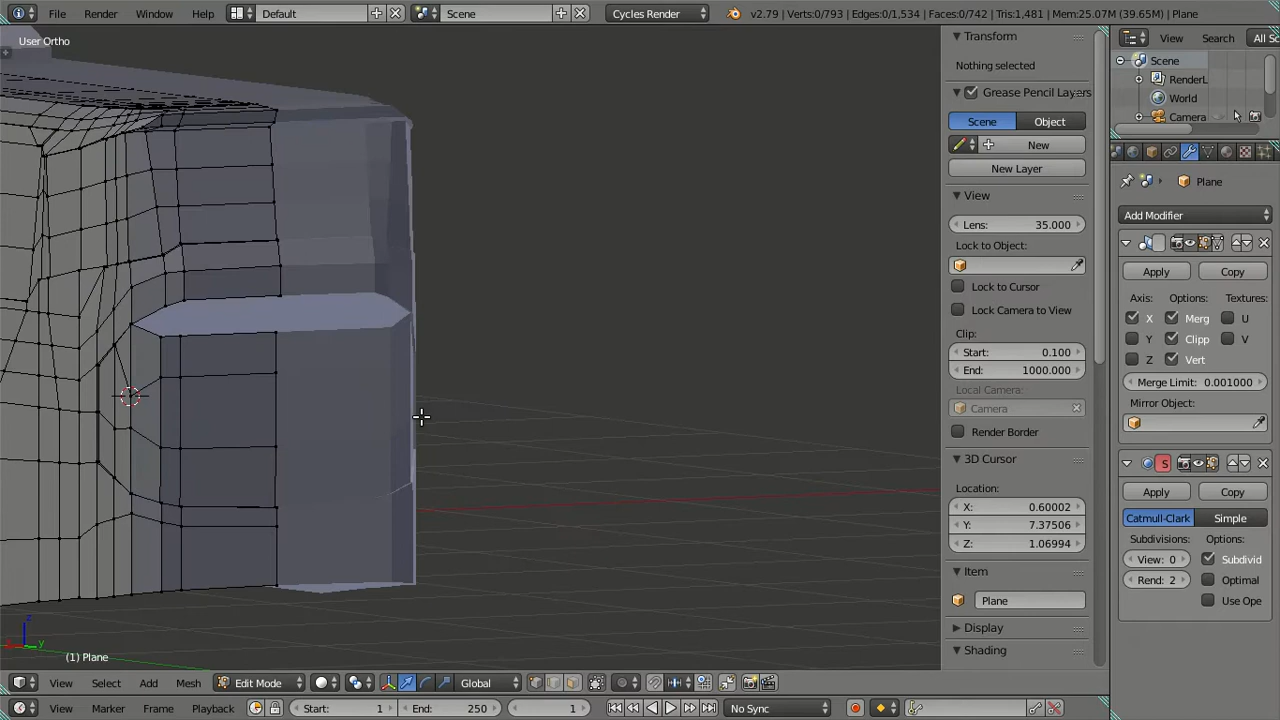 File Render Window Help Default Scene Cycles Render v2.79 | Verts:0/793 | Edges:0/1,534 | Faces:0/742 | Tris:1,481 | Mem:25.07M (39.65M) | Plane
User Ortho
Transform
Nothing selected
Grease Pencil Layers
Scene Object
New
New Layer
View
Lens: 35.000
Lock to Object:
Lock to Cursor
Lock Camera to View
Clip:
Start: 0.100
End: 1000.000
Local Camera:
Camera
Render Border
3D Cursor
Location:
X: 0.60002
Y: 7.37506
Z: 1.06994
Item
Plane
Display
Shading
View Search All Sc
Scene
RenderL
World
Camera
Plane
Add Modifier
Apply Copy
Axis: Options: Textures:
X Merg U
Y Clipp V
Z Vert
Merge Limit: 0.001000
Mirror Object:
S
Apply Copy
Catmull-Clark Simple
Subdivisions: Options:
View: 0 Subdivid
Rend: 2 Optimal
Use Ope
z
x y
(1) Plane
View Select Add Mesh Edit Mode Global
View Marker Frame Playback Start: 1 End: 250 1 No Sync